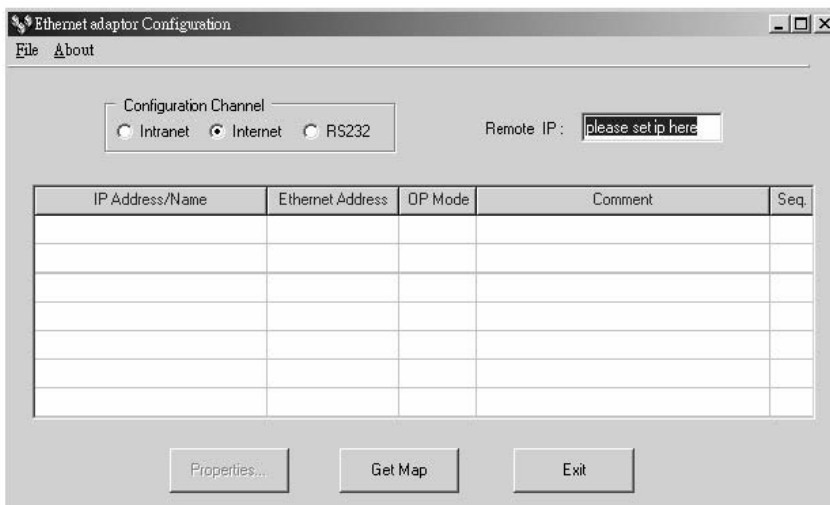 Ethernet adaptor Configuration
File About
Configuration Channel
Intranet Internet RS232
Remote IP :
please set ip here
IP Address/Name Ethernet Address OP Mode Comment Seq.
Properties... Get Map Exit